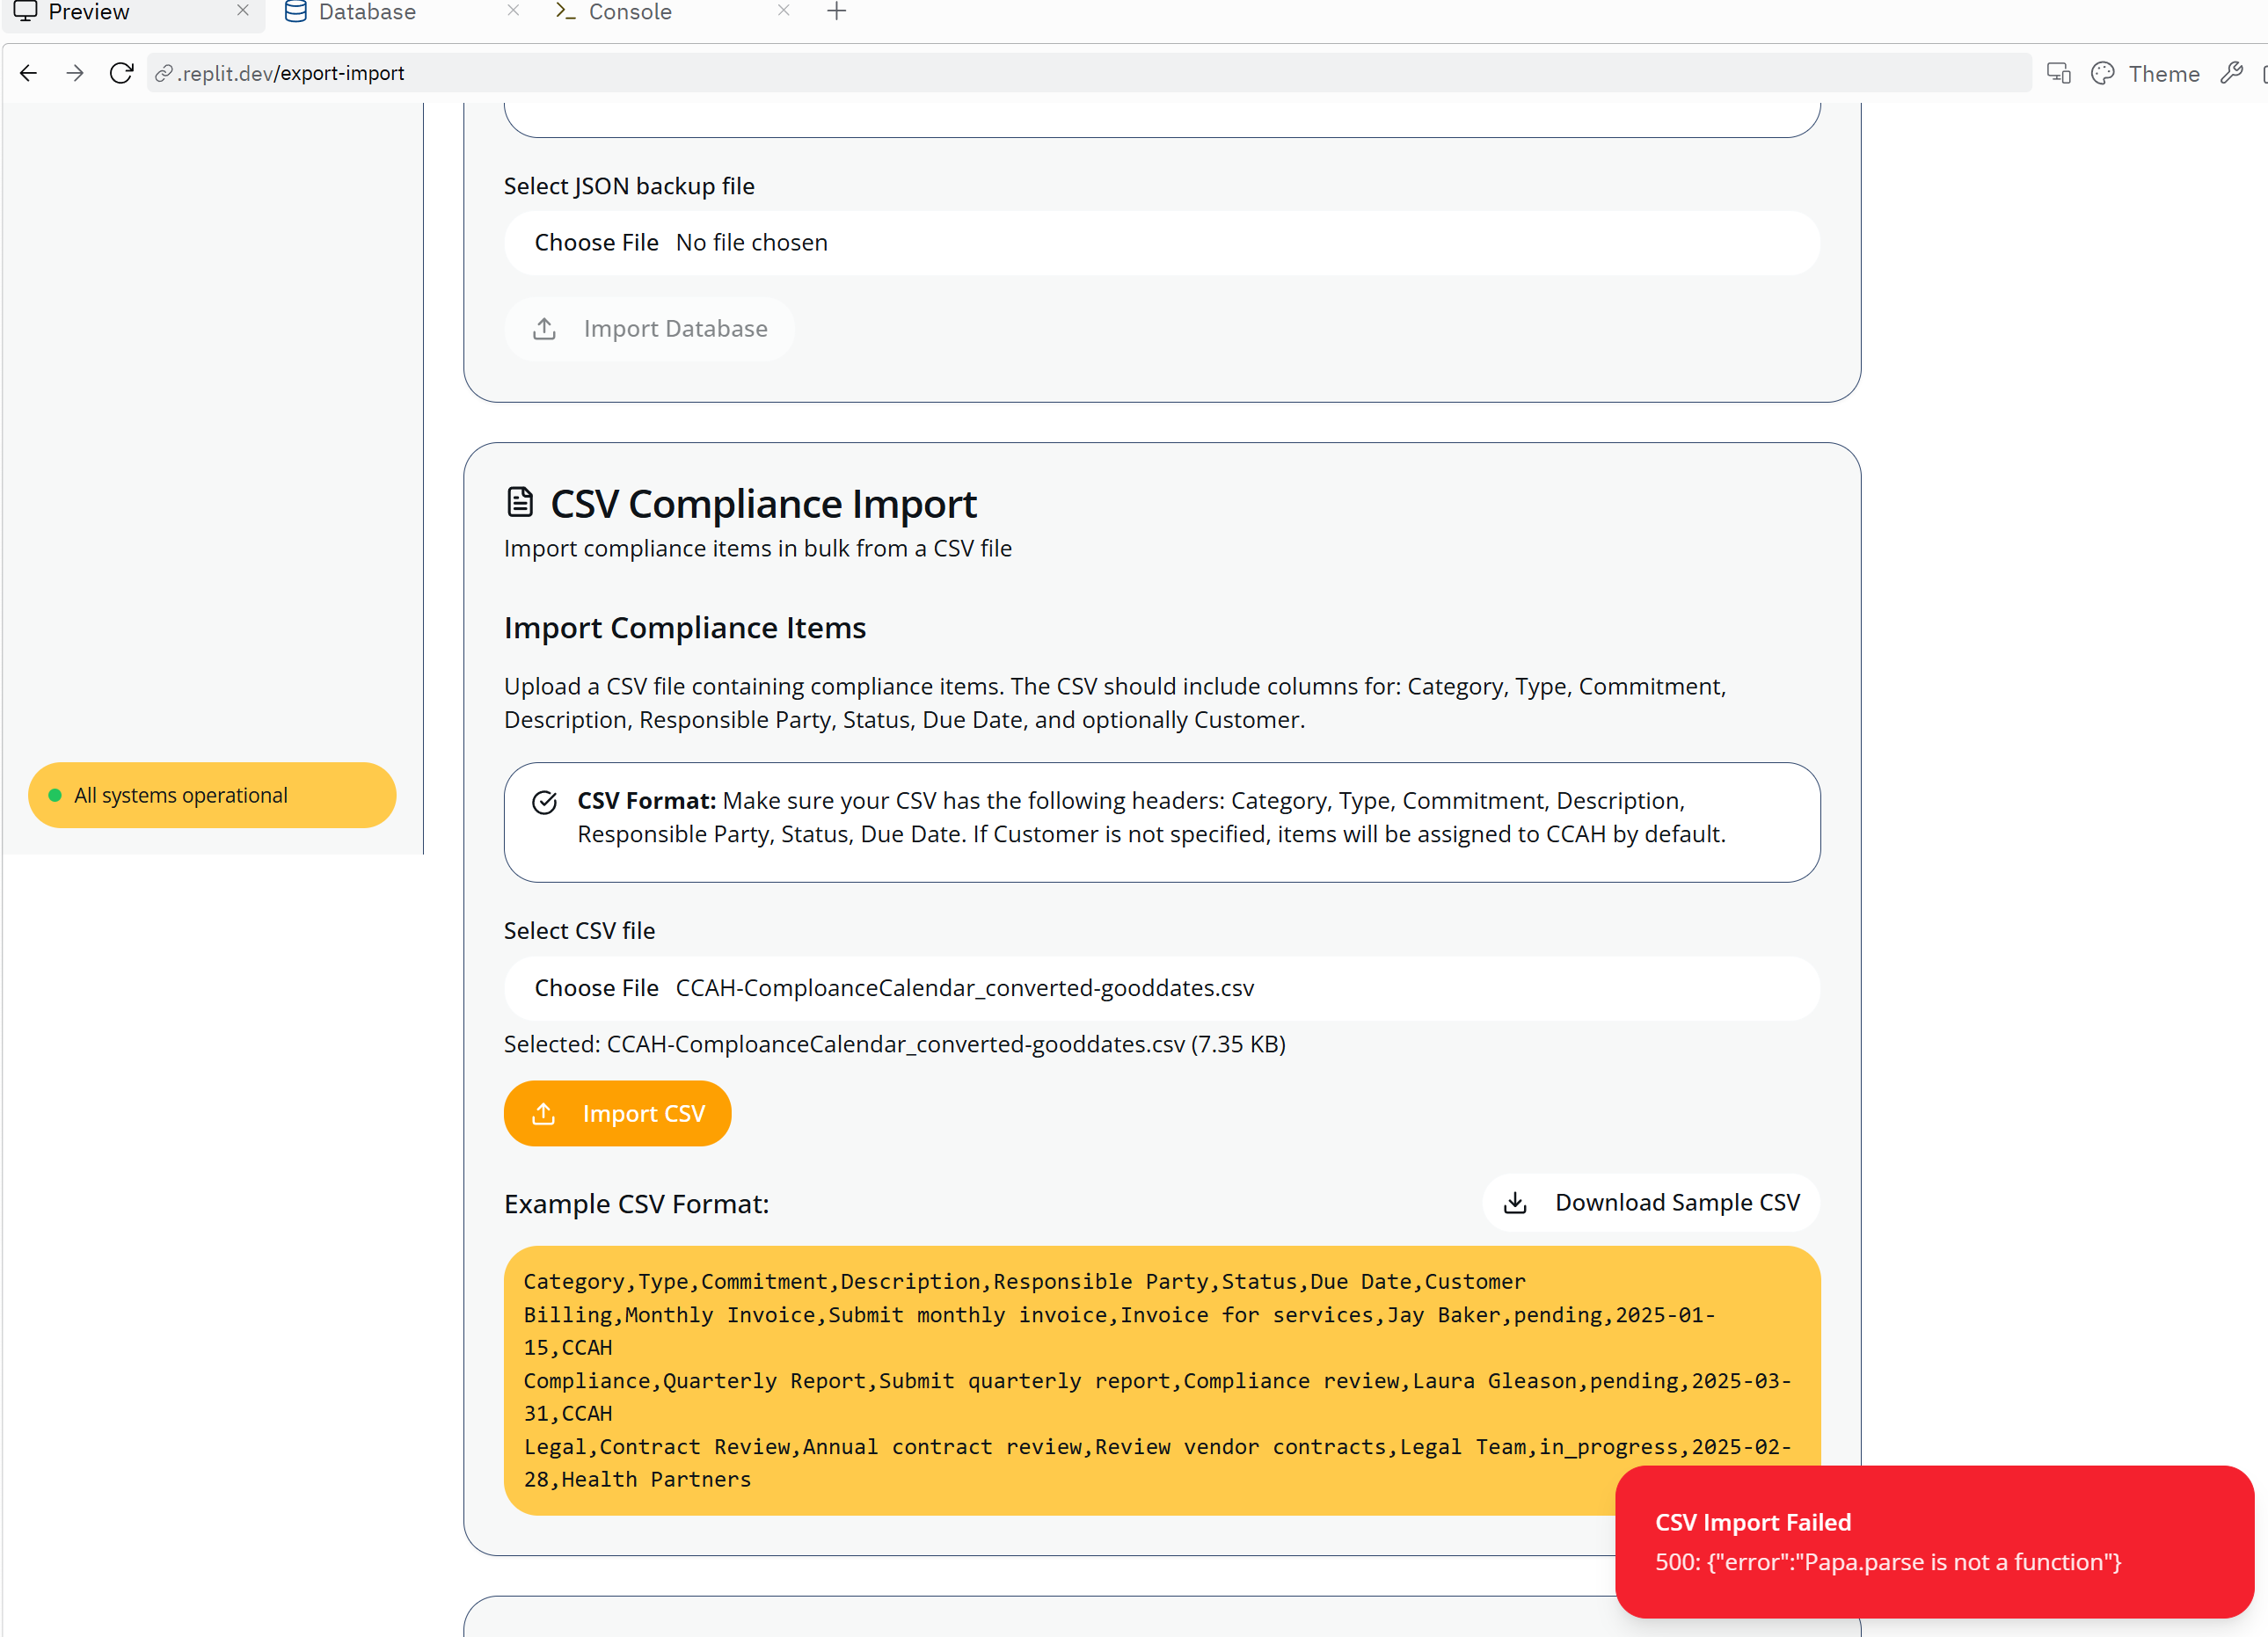 Preview
Database
Console
.replit.dev/export-import
Theme
Select JSON backup file
Choose File No file chosen
Import Database
CSV Compliance Import
Import compliance items in bulk from a CSV file
Import Compliance Items
Upload a CSV file containing compliance items. The CSV should include columns for: Category, Type, Commitment,
Description, Responsible Party, Status, Due Date, and optionally Customer.
All systems operational
CSV Format: Make sure your CSV has the following headers: Category, Type, Commitment, Description,
Responsible Party, Status, Due Date. If Customer is not specified, items will be assigned to CCAH by default.
Select CSV file
Choose File CCAH-ComploanceCalendar_converted-gooddates.csv
Selected: CCAH-ComploanceCalendar_converted-gooddates.csv (7.35 KB)
Import CSV
Example CSV Format:
Download Sample CSV
Category,Type,Commitment,Description,Responsible Party,Status,Due Date,Customer
Billing,Monthly Invoice,Submit monthly invoice,Invoice for services,Jay Baker,pending,2025-01-
15,CCAH
Compliance,Quarterly Report,Submit quarterly report,Compliance review,Laura Gleason,pending,2025-03-
31,CCAH
Legal,Contract Review,Annual contract review,Review vendor contracts,Legal Team,in_progress,2025-02-
28,Health Partners
CSV Import Failed
500: {"error":"Papa.parse is not a function"}